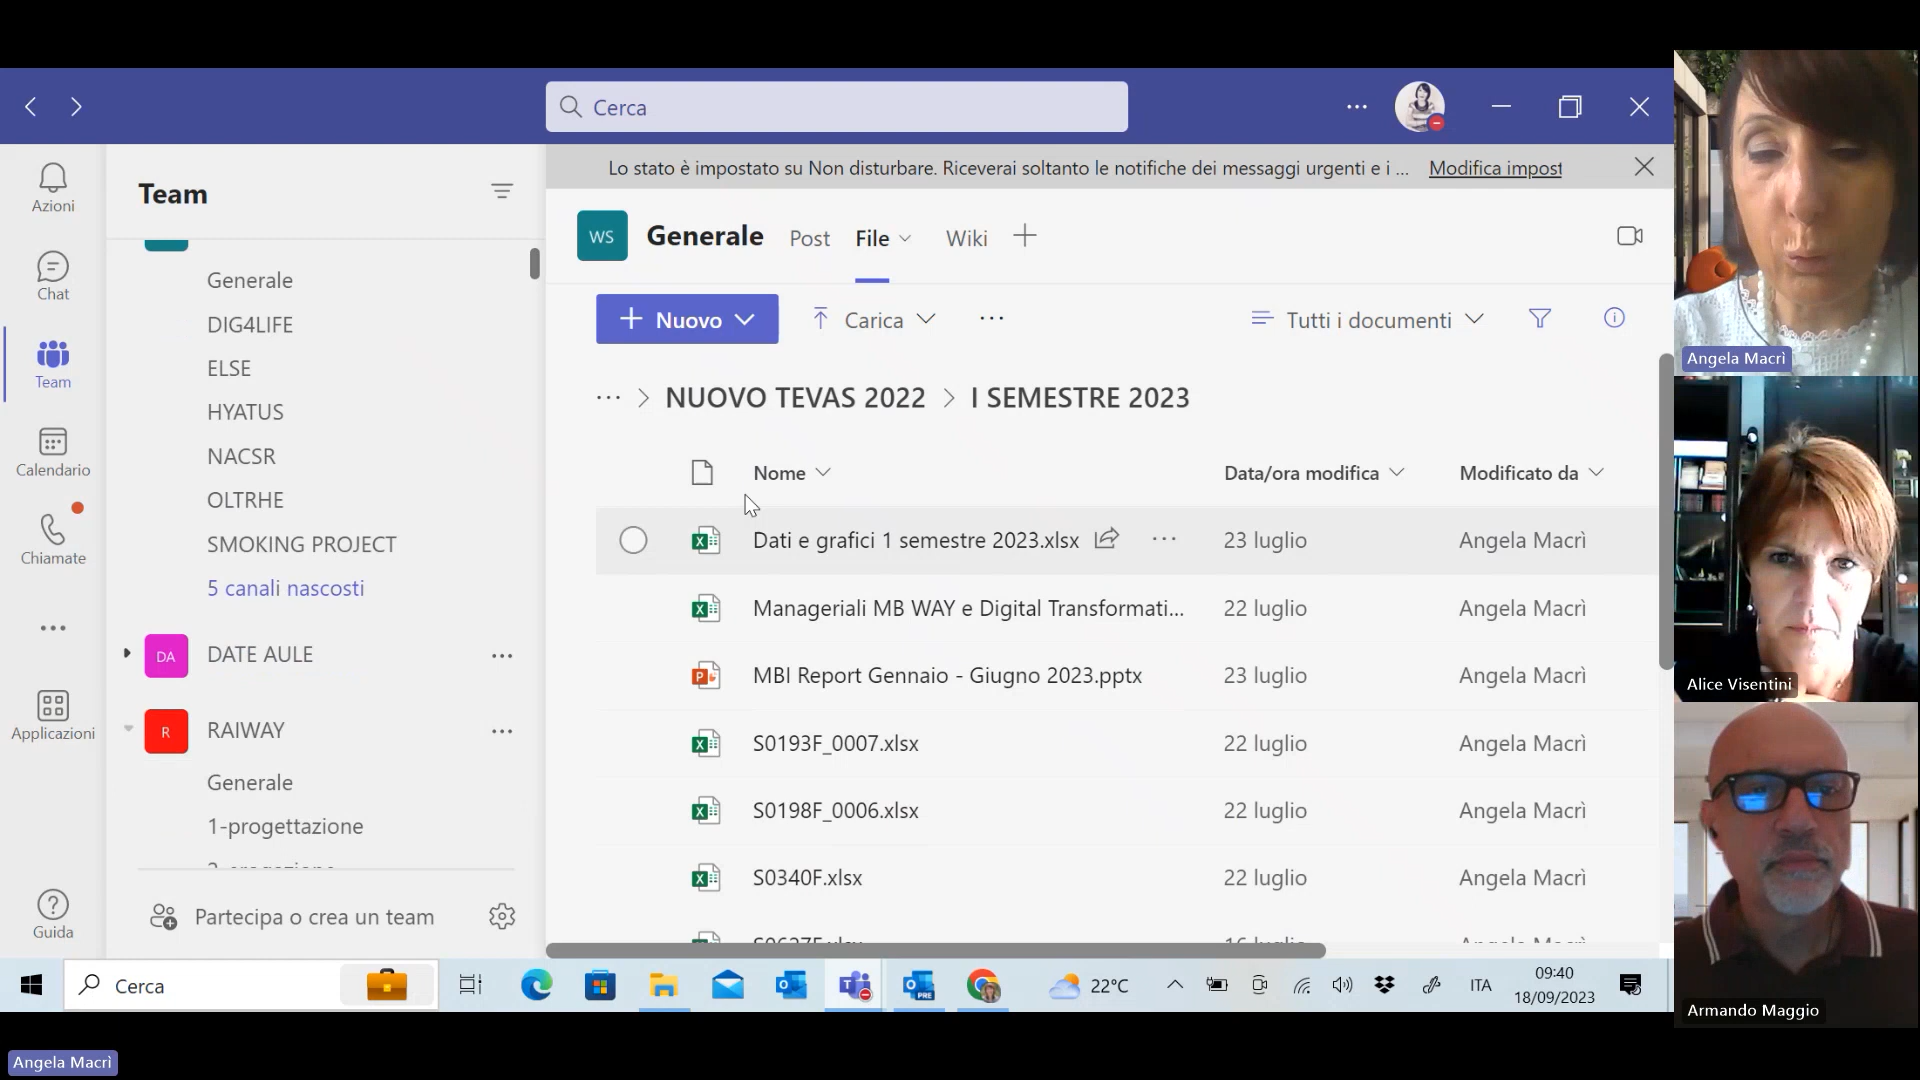 Cerca
Lo stato è impostato su Non disturbare. Riceverai soltanto le notifiche dei messaggi urgenti e i ... Modifica impost
Azioni
Chat
Team
Calendario
Chiamate
Applicazioni
Guida
Team
Generale
DIG4LIFE
ELSE
HYATUS
NACSR
OLTRHE
SMOKING PROJECT
5 canali nascosti
DA DATE AULE
R RAIWAY
Generale
1-progettazione
Partecipa o crea un team
WS Generale Post File Wiki
Nuovo Carica Tutti i documenti
NUOVO TEVAS 2022 > I SEMESTRE 2023
Nome Data/ora modifica Modificato da
Dati e grafici 1 semestre 2023.xlsx 23 luglio Angela Macrì
Manageriali MB WAY e Digital Transformati... 22 luglio Angela Macrì
MBI Report Gennaio - Giugno 2023.pptx 23 luglio Angela Macrì
S0193F_0007.xlsx 22 luglio Angela Macrì
S0198F_0006.xlsx 22 luglio Angela Macrì
S0340F.xlsx 22 luglio Angela Macrì
Angela Macrì
Alice Visentini
Armando Maggio
Cerca
PRE
22°C
ITA
09:40
18/09/2023
Angela Macrì